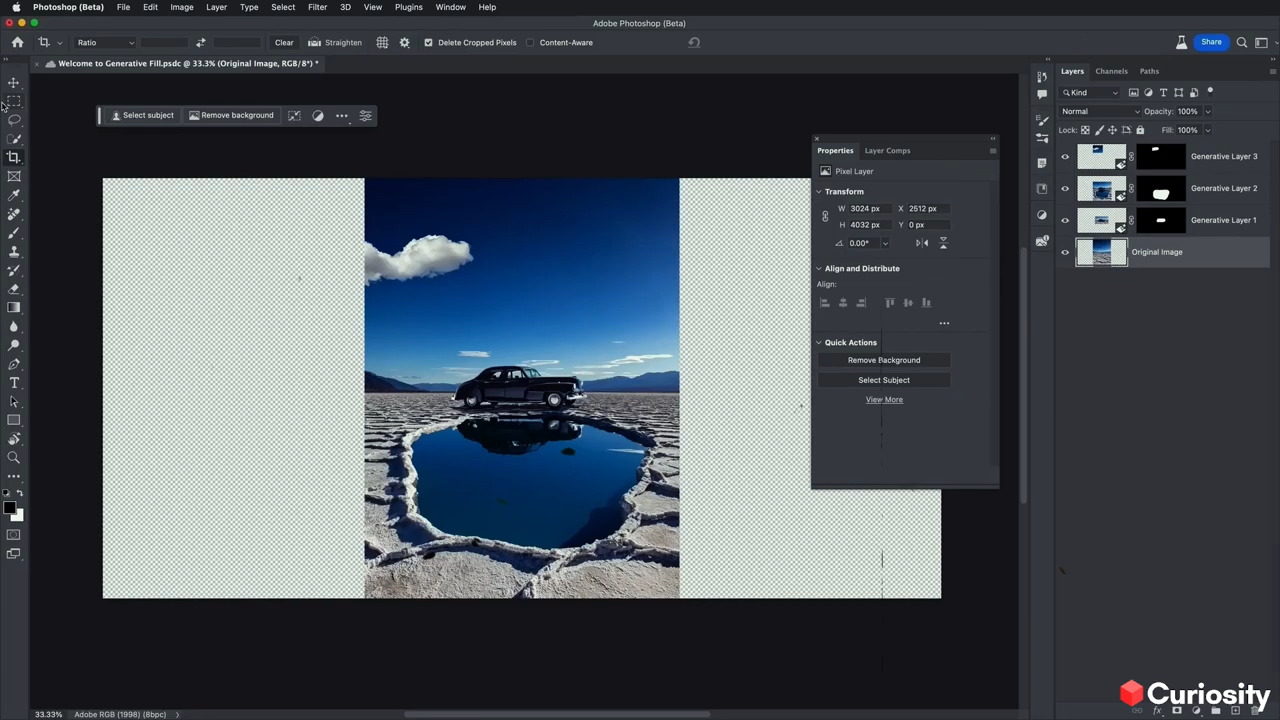 Photoshop (Beta) File Edit Image Layer Type Select Filter 3D View Plugins Window Help
Adobe Photoshop (Beta)
Ratio Clear Straighten Delete Cropped Pixels Content-Aware Share
Welcome to Generative Fill.psdc @ 33.3% (Original Image, RGB/8*) *
Select subject Remove background
Properties Layer Comps
Pixel Layer
Transform
W 3024 px X 2512 px
H 4032 px Y 0 px
0.00°
Align and Distribute
Align:
Quick Actions
Remove Background
Select Subject
View More
Layers Channels Paths
Kind
Normal Opacity: 100%
Lock: Fill: 100%
Generative Layer 3
Generative Layer 2
Generative Layer 1
Original Image
33.33% Adobe RGB (1998) (8bpc)
Curiosity